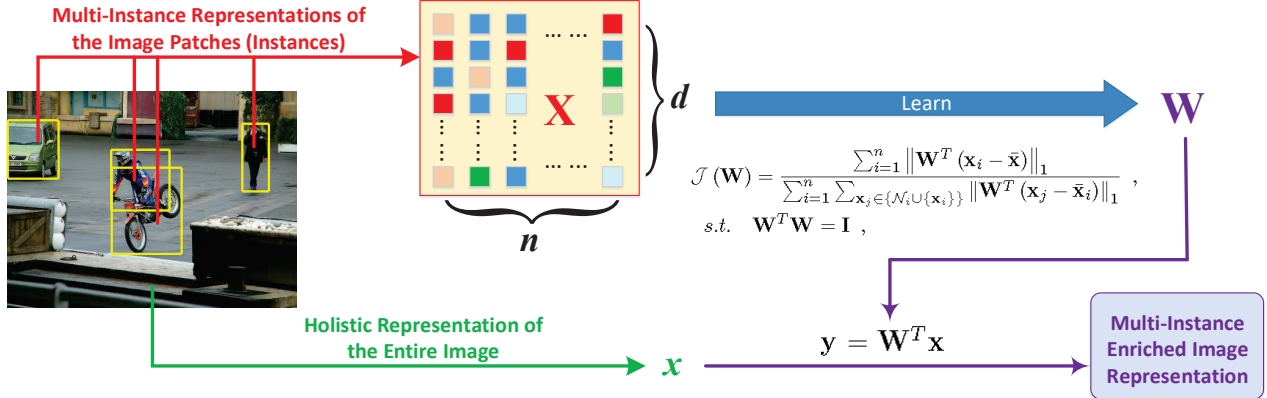 Multi-Instance Representations of
the Image Patches (Instances)
... ...
X
... ...
d
n
Learn
W
𝒥 (W) = \frac{∑_{i=1}^{n} ‖W^T (x_i − x̄)‖_1}{∑_{i=1}^{n} ∑_{x_j∈{𝒩_i∪{x_i}}} ‖W^T (x_j − x̄_i)‖_1} ,
s.t. W^T W = I ,
Holistic Representation of
the Entire Image
x
y = W^T x
Multi-Instance
Enriched Image
Representation